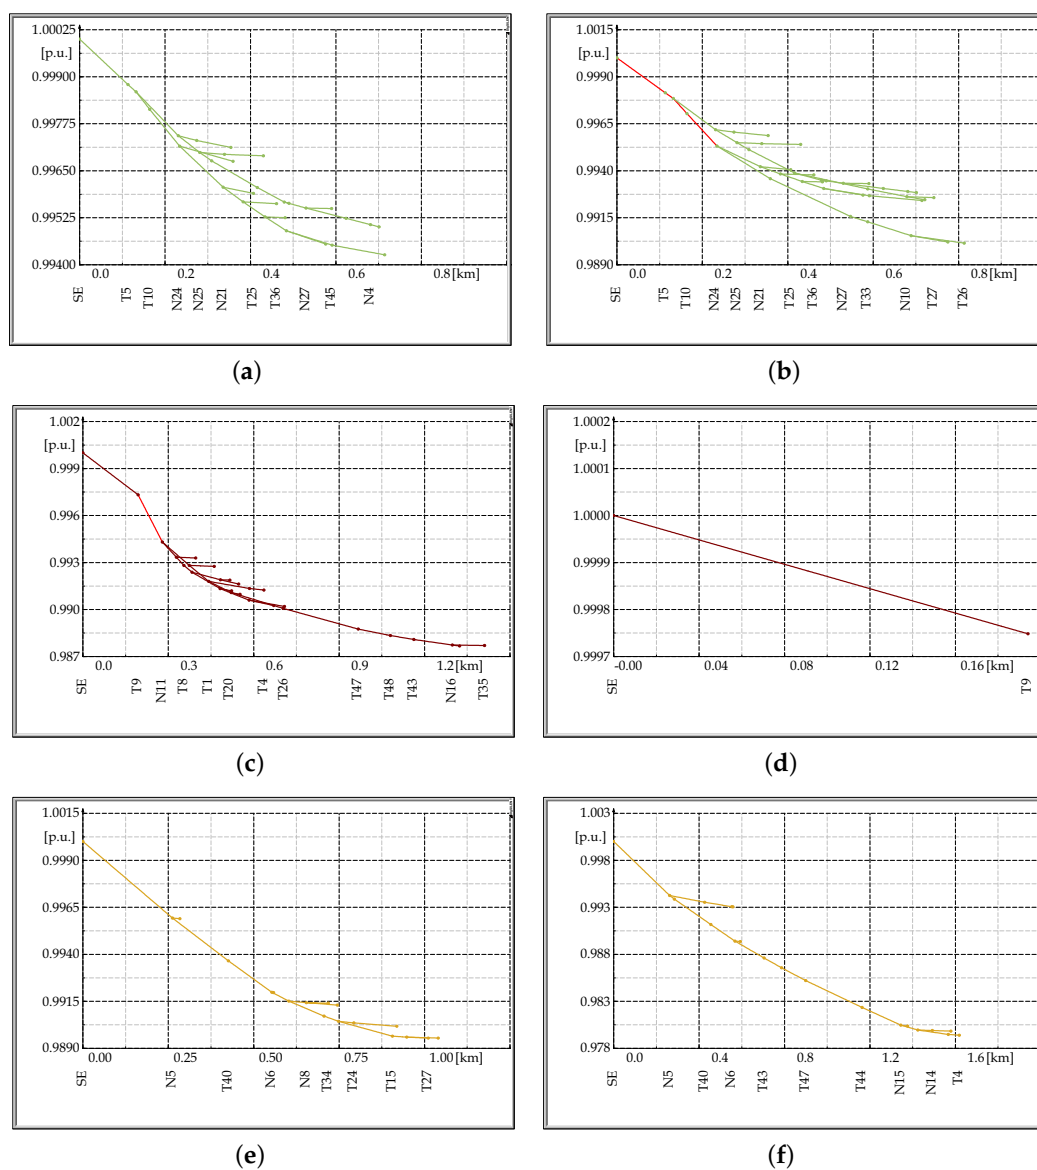 1.00025
[p.u.]
0.99900
0.99775
0.99650
0.99525
0.99400
0.0 0.2 0.4 0.6 0.8 [km]
SE T5 T10 N24 N25 N21 T25 T36 N27 T45 N4
(a)
1.0015
[p.u.]
0.9990
0.9965
0.9940
0.9915
0.9890
0.0 0.2 0.4 0.6 0.8 [km]
SE T5 T10 N24 N25 N21 T25 T36 N27 T33 N10 T27 T26
(b)
1.002
[p.u.]
0.999
0.996
0.993
0.990
0.987
0.0 0.3 0.6 0.9 1.2 [km]
SE T9 N11 T8 T1 T20 T4 T26 T47 T48 T43 N16 T35
(c)
1.0002
[p.u.]
1.0001
1.0000
0.9999
0.9998
0.9997
-0.00 0.04 0.08 0.12 0.16 [km]
SE T9
(d)
1.0015
[p.u.]
0.9990
0.9965
0.9940
0.9915
0.9890
0.00 0.25 0.50 0.75 1.00 [km]
SE N5 T40 N6 N8 T34 T24 T15 T27
(e)
1.003
[p.u.]
0.998
0.993
0.988
0.983
0.978
0.0 0.4 0.8 1.2 1.6 [km]
SE N5 T40 N6 T43 T47 T44 N15 N14 T4
(f)